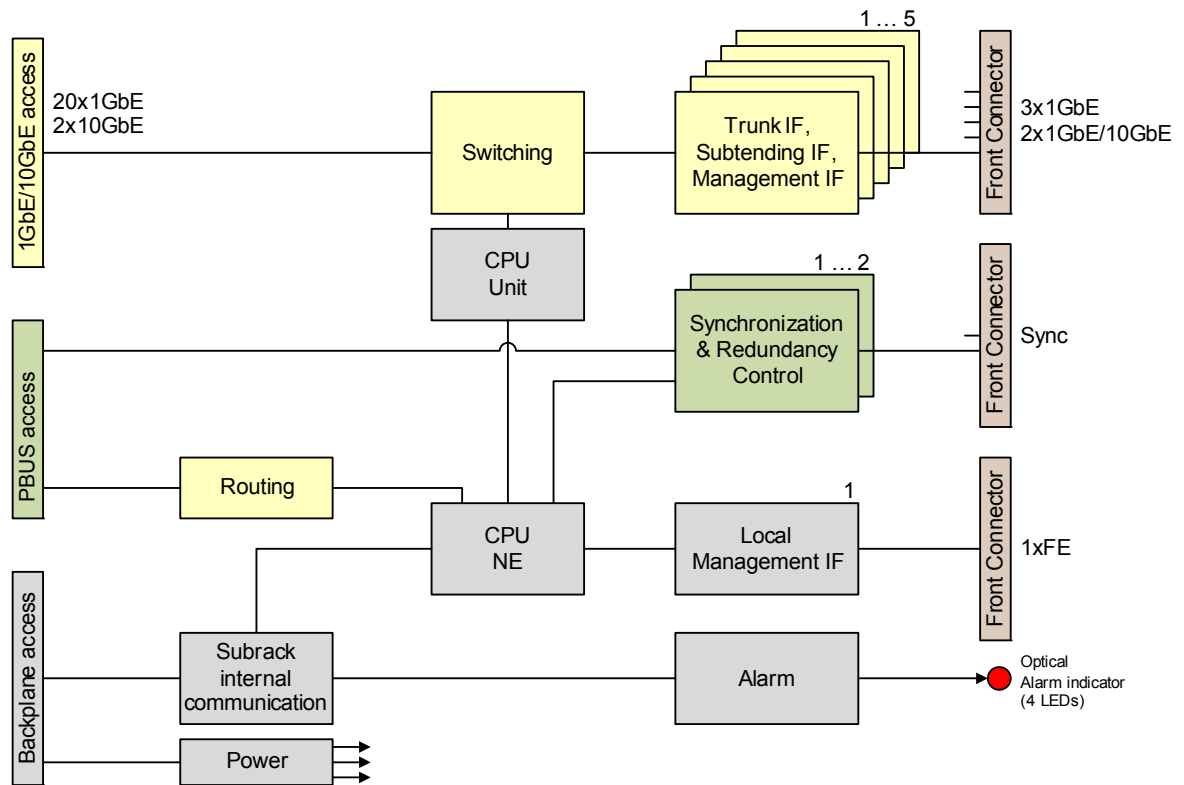 1 … 5
1GbE/10GbE access
20x1GbE
2x10GbE
Switching
Trunk IF,
Subtending IF,
Management IF
Front Connector
3x1GbE
2x1GbE/10GbE
CPU
Unit
1 … 2
PBUS access
Synchronization
& Redundancy
Control
Front Connector
Sync
Routing
CPU
NE
1
Local
Management IF
Front Connector
1xFE
Backplane access
Subrack
internal
communication
Alarm
Optical
Alarm indicator
(4 LEDs)
Power